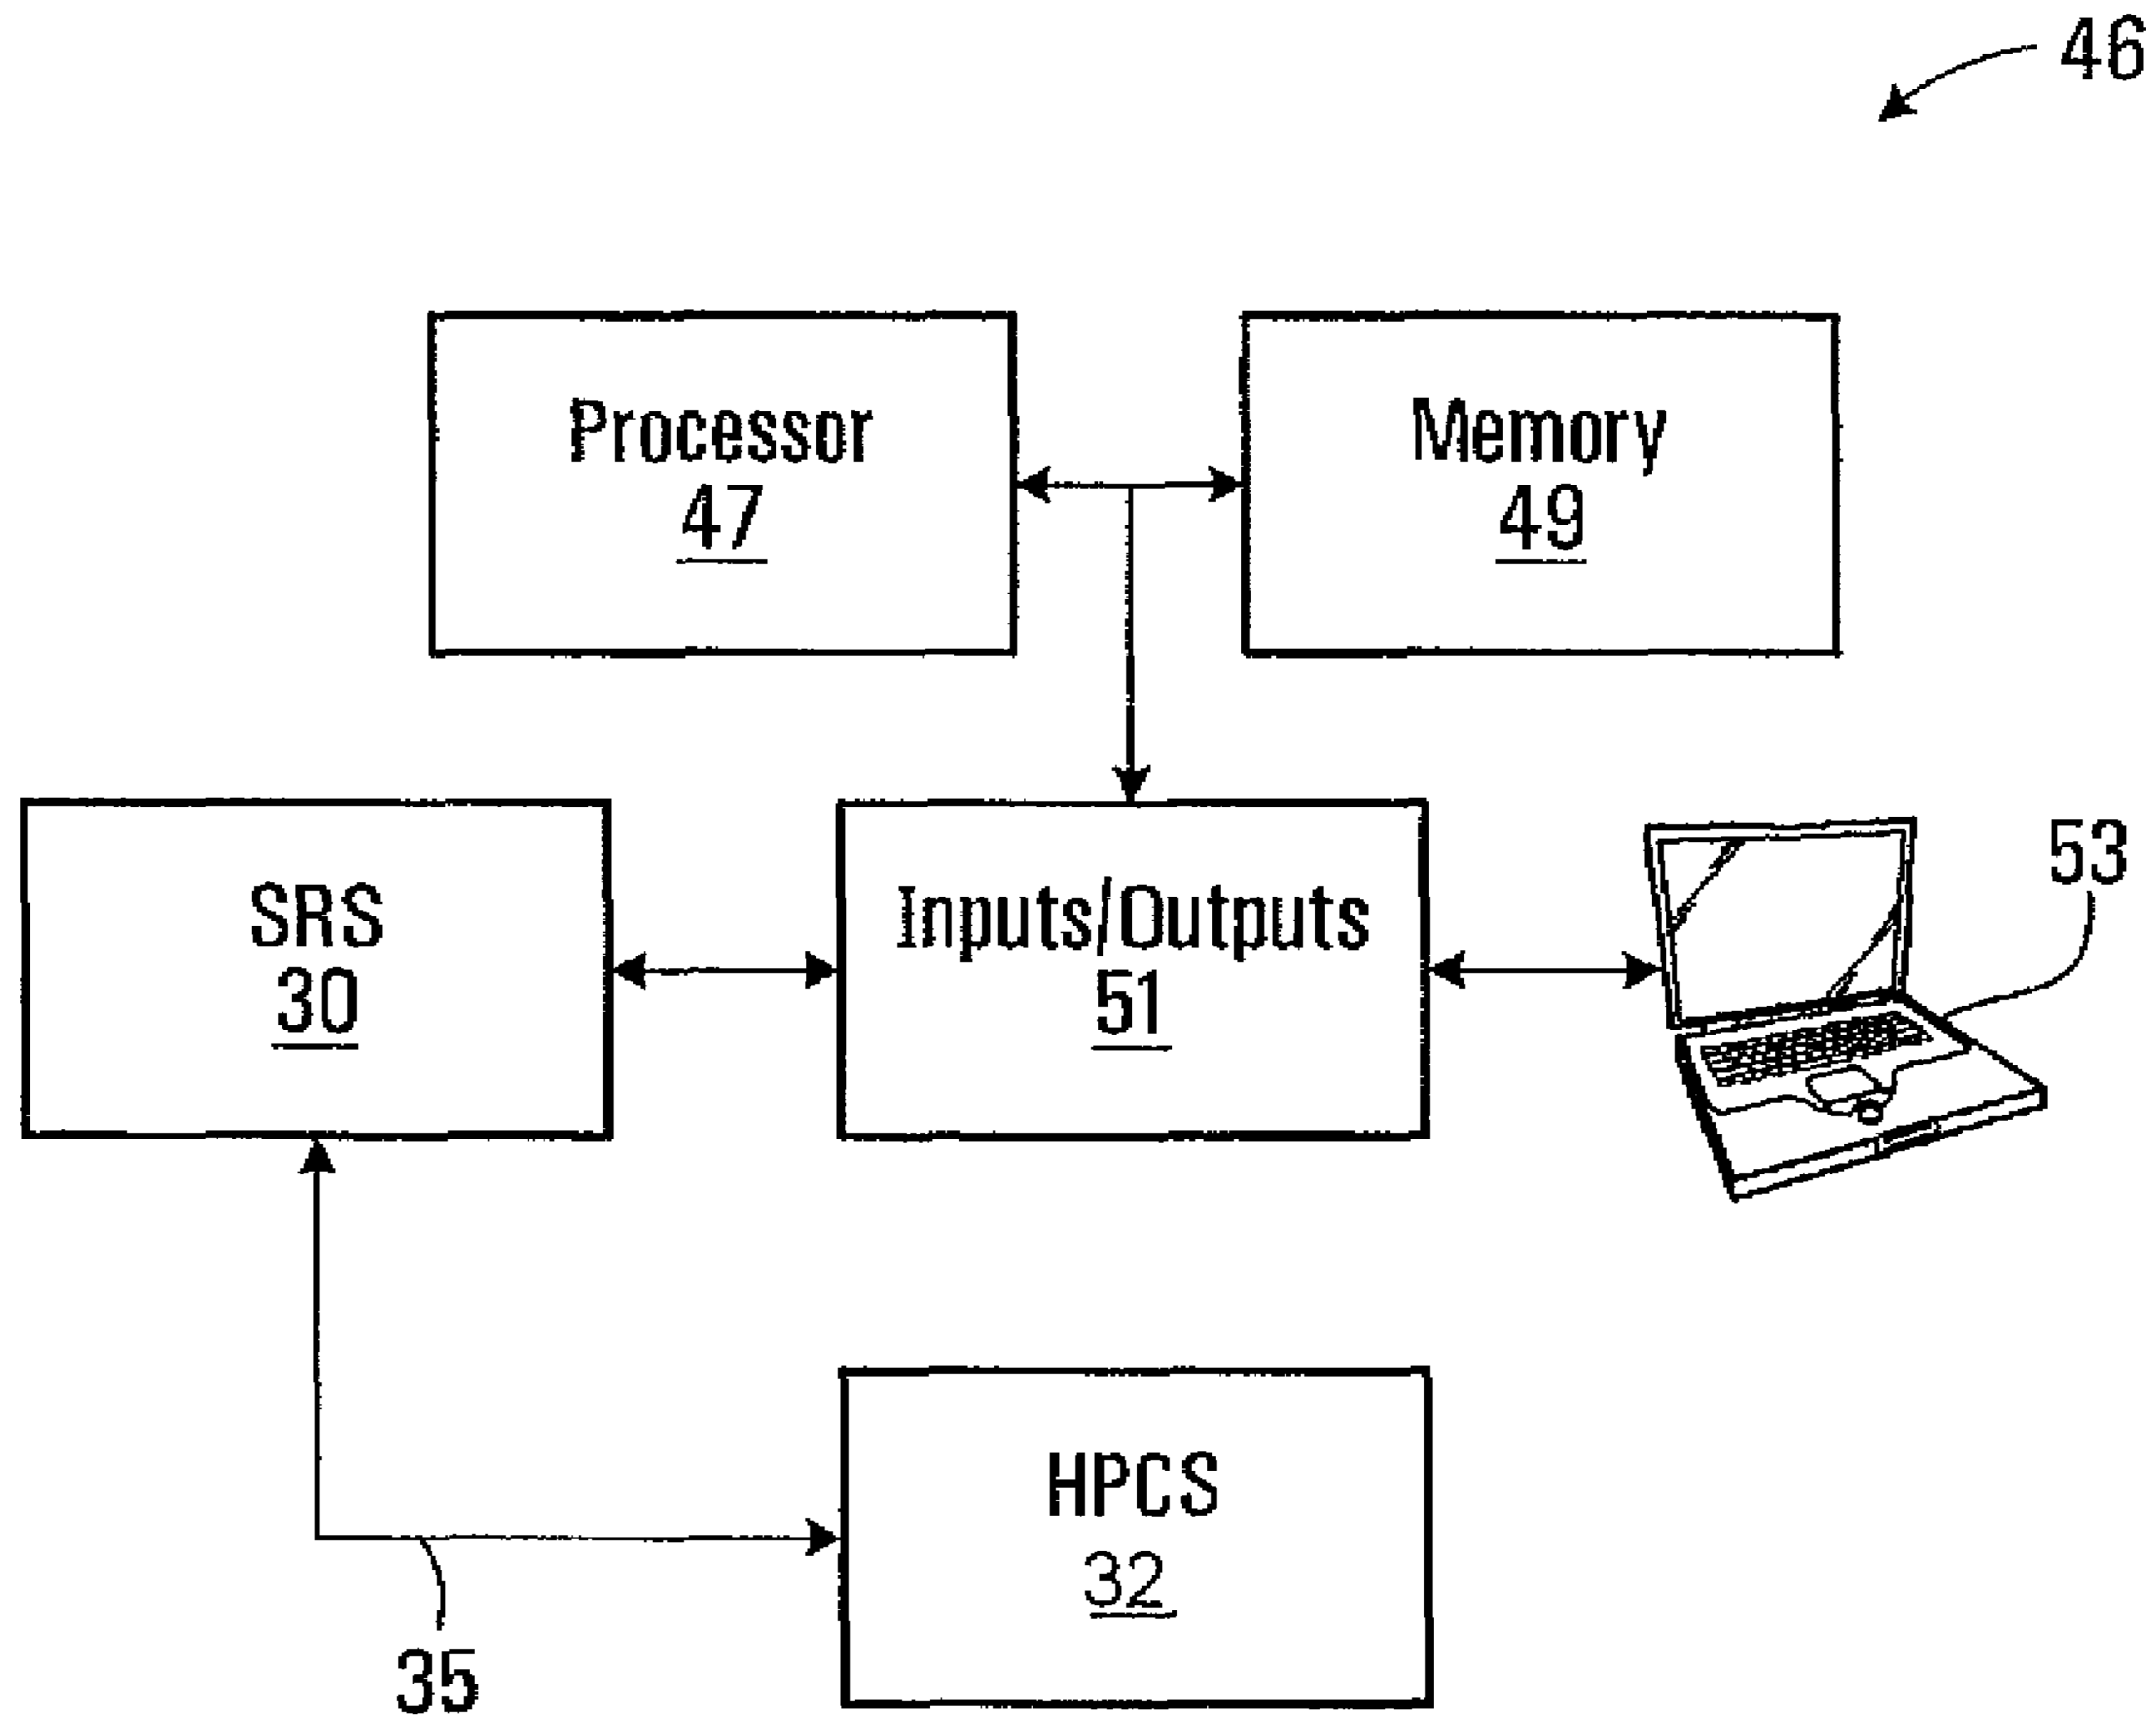 46
Processor
47
Memory
49
SRS
30
Inputs/Outputs
51
53
HPCS
32
35